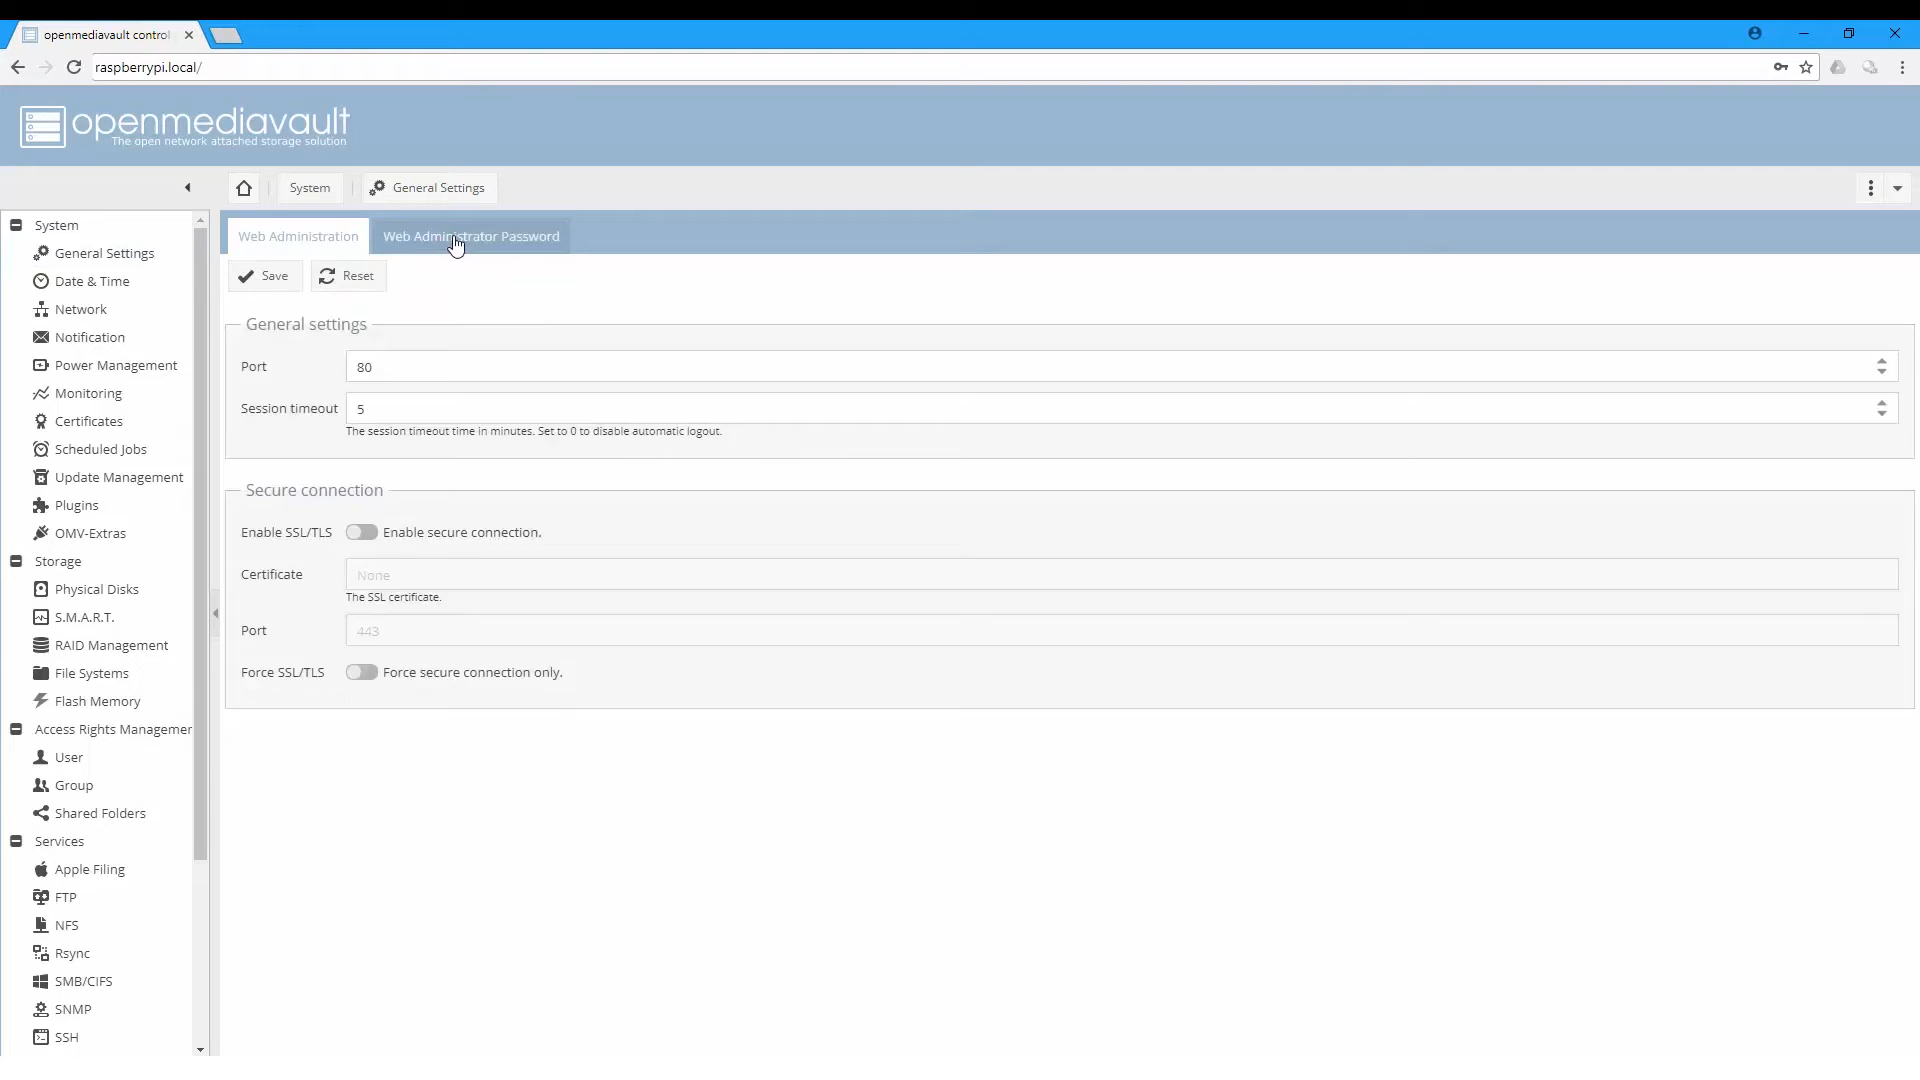 openmediavault control
raspberrypi.local/
openmediavault
The open network attached storage solution
System
General Settings
Web Administration
Web Administrator Password
Save
Reset
General settings
Port
80
Session timeout
5
The session timeout time in minutes. Set to 0 to disable automatic logout.
Secure connection
Enable SSL/TLS
Enable secure connection.
Certificate
None
The SSL certificate.
Port
443
Force SSL/TLS
Force secure connection only.
System
General Settings
Date & Time
Network
Notification
Power Management
Monitoring
Certificates
Scheduled Jobs
Update Management
Plugins
OMV-Extras
Storage
Physical Disks
S.M.A.R.T.
RAID Management
File Systems
Flash Memory
Access Rights Managemen
User
Group
Shared Folders
Services
Apple Filing
FTP
NFS
Rsync
SMB/CIFS
SNMP
SSH